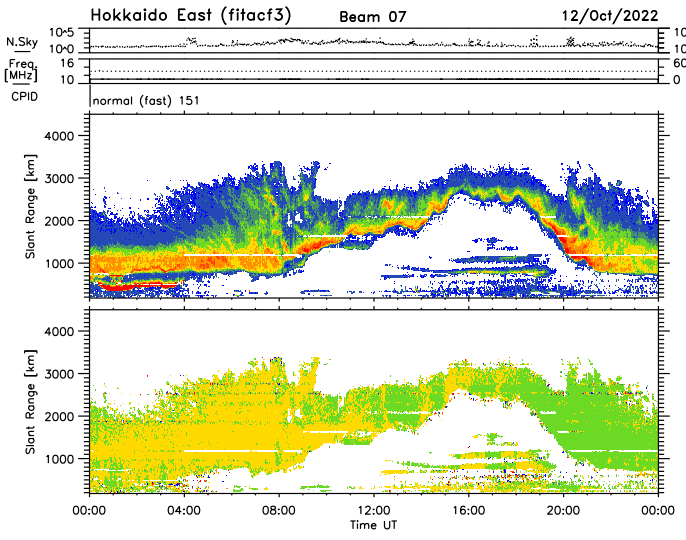 Hokkaido East (fitacf3) Beam 07 12/Oct/2022
N.Sky 10^5 10^0 10 10
Freq. [MHz] 16 10 60 0
CPID normal (fast) 151
Slant Range [km] 4000 3000 2000 1000
Slant Range [km] 4000 3000 2000 1000
00:00 04:00 08:00 12:00 16:00 20:00 00:00
Time UT